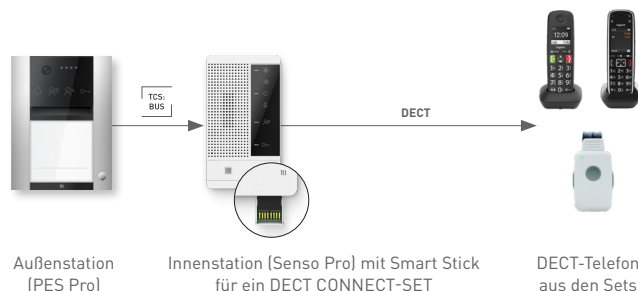 TCS:
BUS
DECT
12:09
Außenstation
(PES Pro)
Innenstation (Senso Pro) mit Smart Stick
für ein DECT CONNECT-SET
DECT-Telefon
aus den Sets